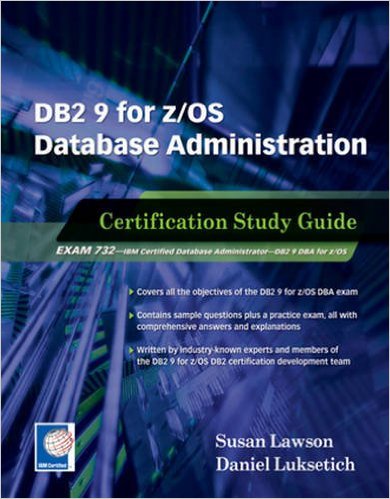 DB2 9 for z/OS
Database Administration
Certification Study Guide
EXAM 732—IBM Certified Database Administrator—DB2 9 DBA for z/OS
Covers all the objectives of the DB2 9 for z/OS DBA exam
Contains sample questions plus a practice exam, all with
comprehensive answers and explanations
Written by industry-known experts and members of
the DB2 9 for z/OS DB2 certification development team
Susan Lawson
Daniel Luksetich
IBM Certified